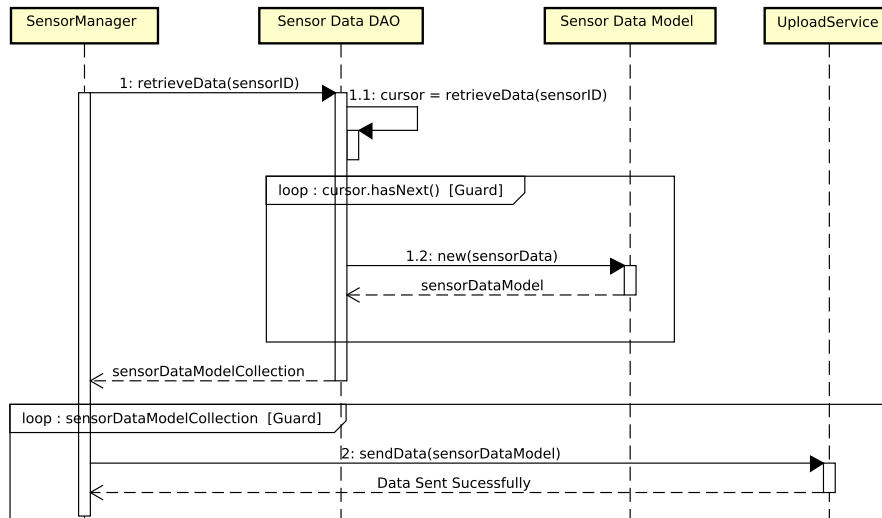 SensorManager
Sensor Data DAO
Sensor Data Model
UploadService
1: retrieveData(sensorID)
1.1: cursor = retrieveData(sensorID)
loop : cursor.hasNext()  [Guard]
1.2: new(sensorData)
sensorDataModel
sensorDataModelCollection
loop : sensorDataModelCollection  [Guard]
2: sendData(sensorDataModel)
Data Sent Sucessfully